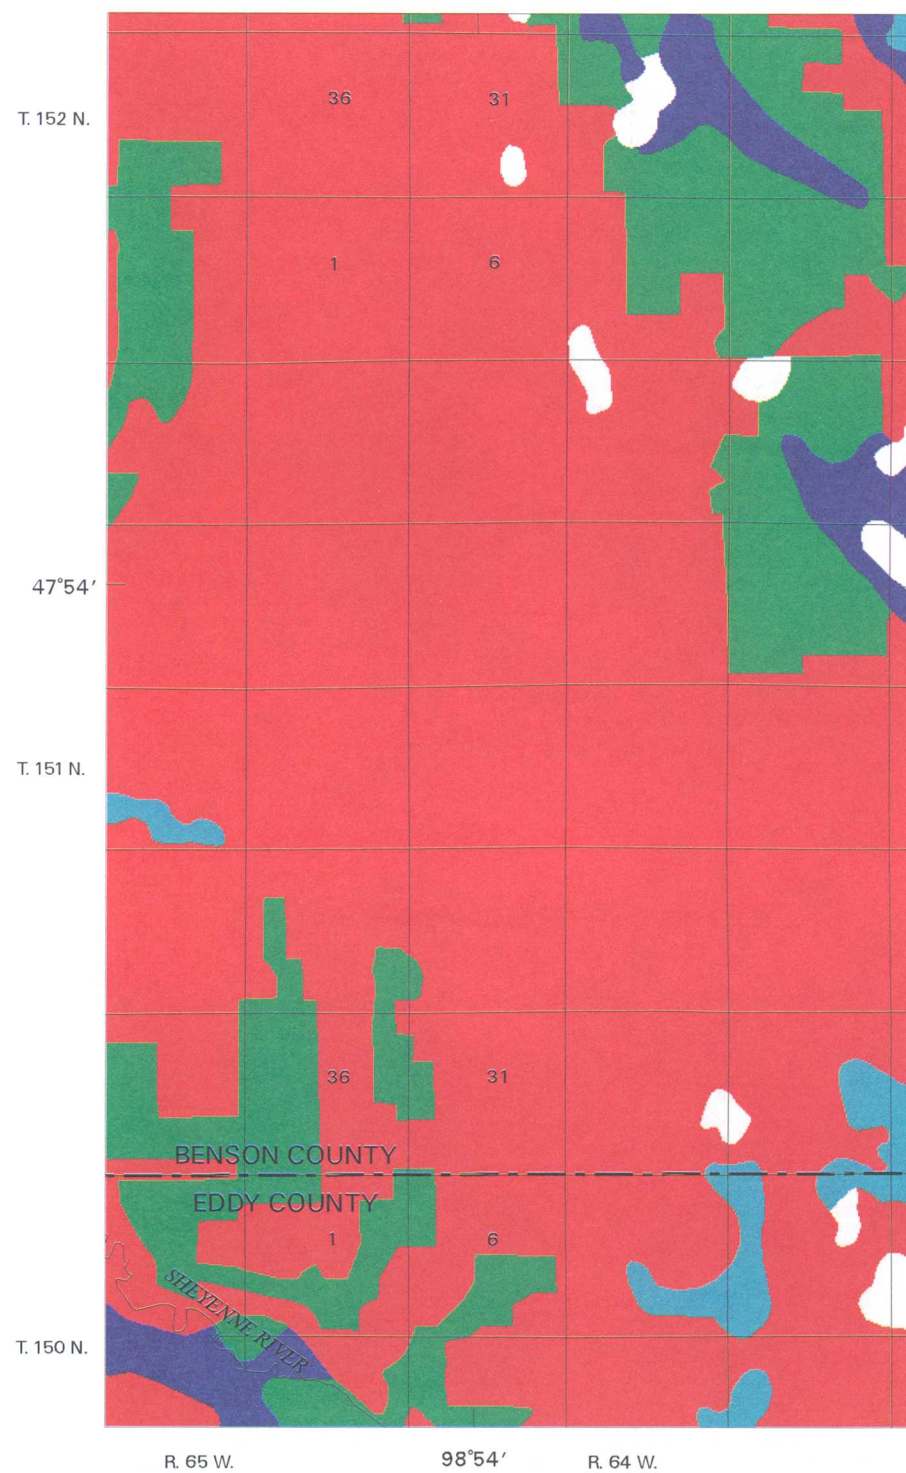 36 31
T. 152 N.
1 6
47°54′
T. 151 N.
36 31
BENSON COUNTY
EDDY COUNTY
1 6
SHEYENNE RIVER
T. 150 N.
R. 65 W. 98°54′ R. 64 W.